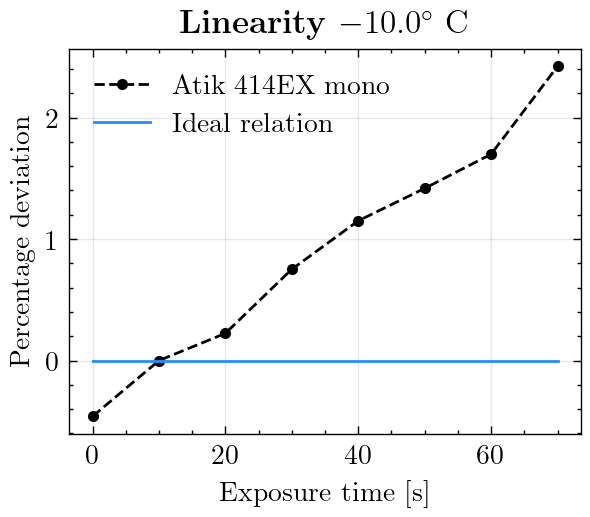 Linearity −10.0° C
Atik 414EX mono
Ideal relation
Percentage deviation
2
1
0
0 20 40 60
Exposure time [s]